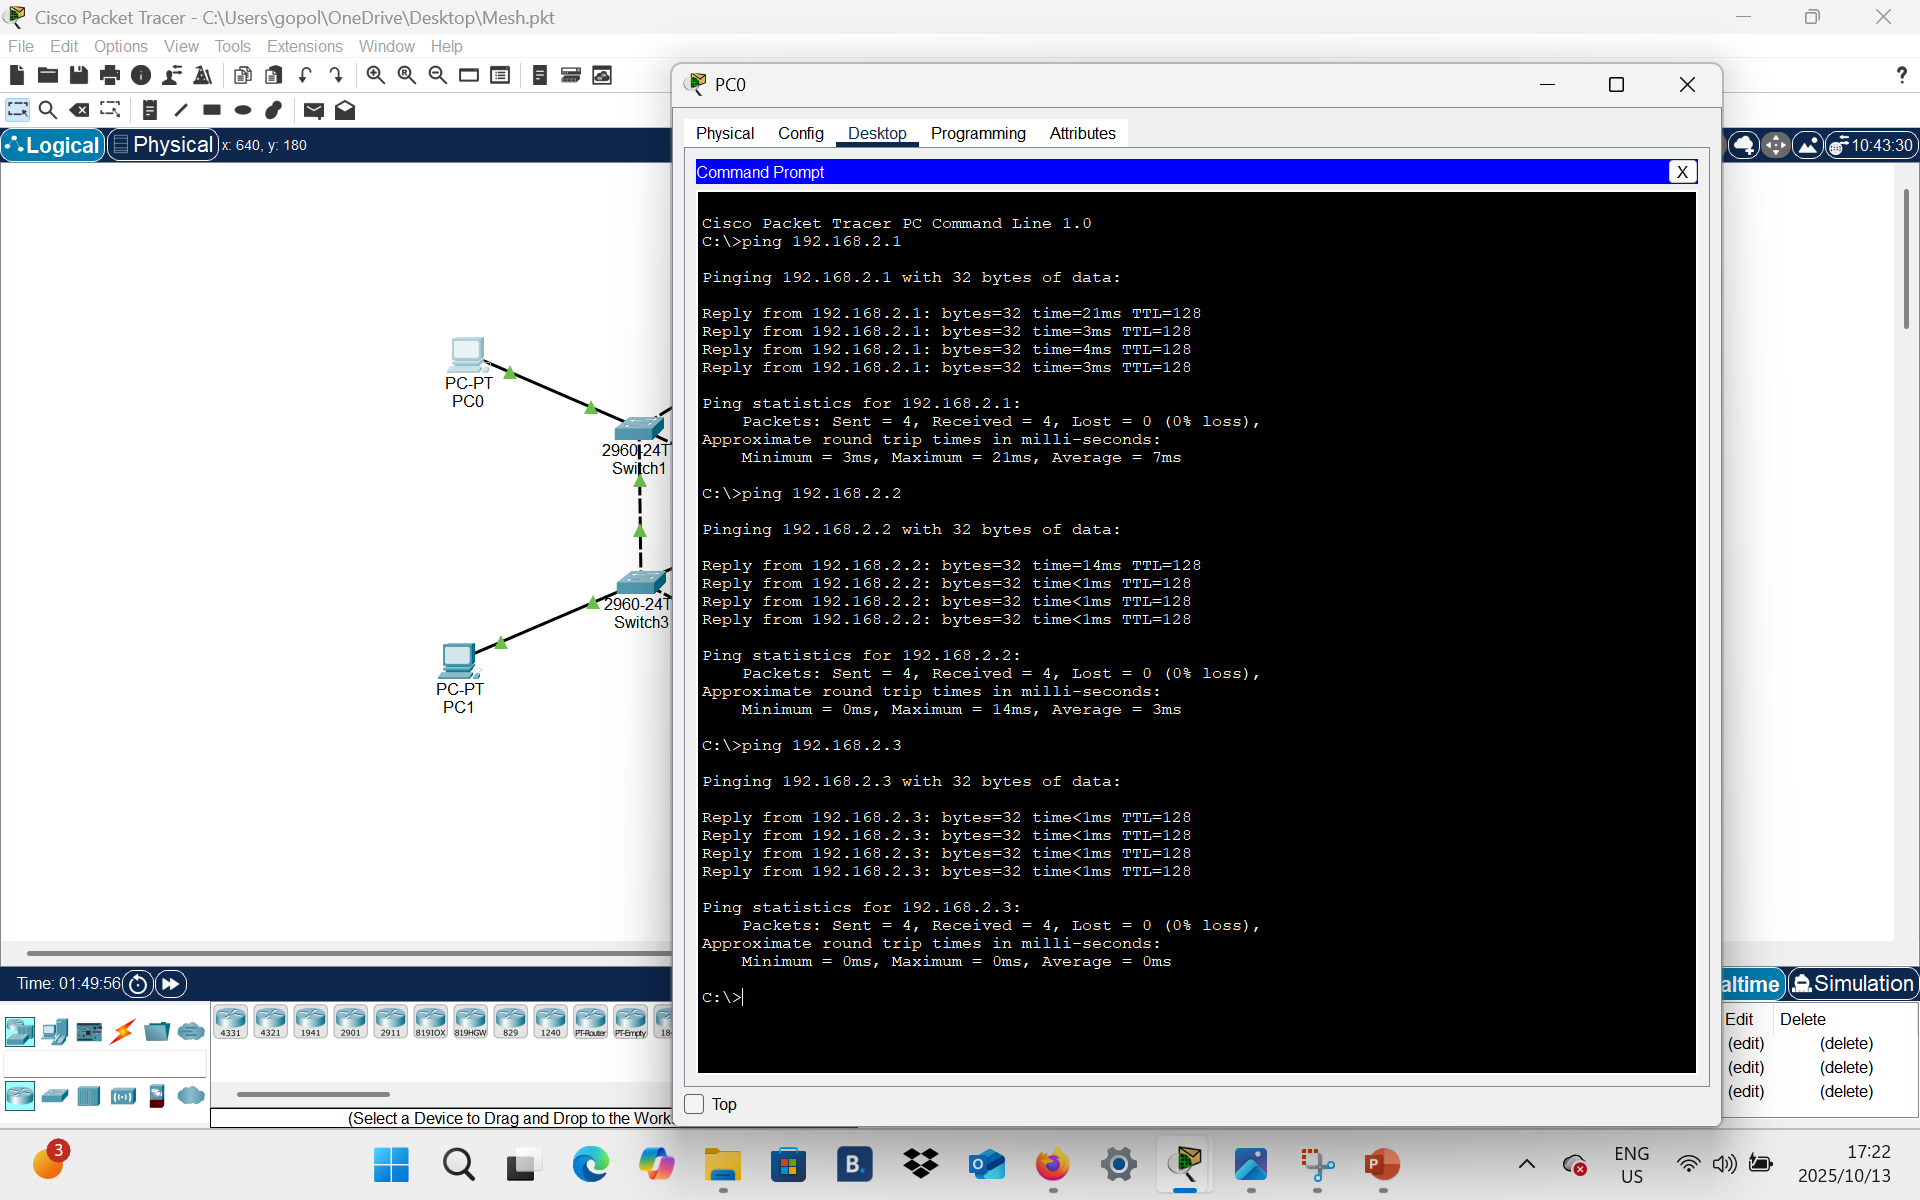 Cisco Packet Tracer - C:\Users\gopol\OneDrive\Desktop\Mesh.pkt
File Edit Options View Tools Extensions Window Help
Logical Physical x: 640, y: 180
10:43:30
PC-PT
PC0
2960-24T
Switch1
2960-24T
Switch3
PC-PT
PC1
PC0
Physical Config Desktop Programming Attributes
Command Prompt X
Cisco Packet Tracer PC Command Line 1.0
C:\>ping 192.168.2.1
Pinging 192.168.2.1 with 32 bytes of data:
Reply from 192.168.2.1: bytes=32 time=21ms TTL=128
Reply from 192.168.2.1: bytes=32 time=3ms TTL=128
Reply from 192.168.2.1: bytes=32 time=4ms TTL=128
Reply from 192.168.2.1: bytes=32 time=3ms TTL=128
Ping statistics for 192.168.2.1:
Packets: Sent = 4, Received = 4, Lost = 0 (0% loss),
Approximate round trip times in milli-seconds:
Minimum = 3ms, Maximum = 21ms, Average = 7ms
C:\>ping 192.168.2.2
Pinging 192.168.2.2 with 32 bytes of data:
Reply from 192.168.2.2: bytes=32 time=14ms TTL=128
Reply from 192.168.2.2: bytes=32 time<1ms TTL=128
Reply from 192.168.2.2: bytes=32 time<1ms TTL=128
Reply from 192.168.2.2: bytes=32 time<1ms TTL=128
Ping statistics for 192.168.2.2:
Packets: Sent = 4, Received = 4, Lost = 0 (0% loss),
Approximate round trip times in milli-seconds:
Minimum = 0ms, Maximum = 14ms, Average = 3ms
C:\>ping 192.168.2.3
Pinging 192.168.2.3 with 32 bytes of data:
Reply from 192.168.2.3: bytes=32 time<1ms TTL=128
Reply from 192.168.2.3: bytes=32 time<1ms TTL=128
Reply from 192.168.2.3: bytes=32 time<1ms TTL=128
Reply from 192.168.2.3: bytes=32 time<1ms TTL=128
Ping statistics for 192.168.2.3:
Packets: Sent = 4, Received = 4, Lost = 0 (0% loss),
Approximate round trip times in milli-seconds:
Minimum = 0ms, Maximum = 0ms, Average = 0ms
C:\>
Top
Time: 01:49:56
altime Simulation
Edit Delete
(edit) (delete)
(edit) (delete)
(edit) (delete)
4331 4321 1941 2901 2911 819IOX 819HGW 829 1240 PT-Router PT-Empty 18
(Select a Device to Drag and Drop to the Work
3
B.
ENG
US
17:22
2025/10/13